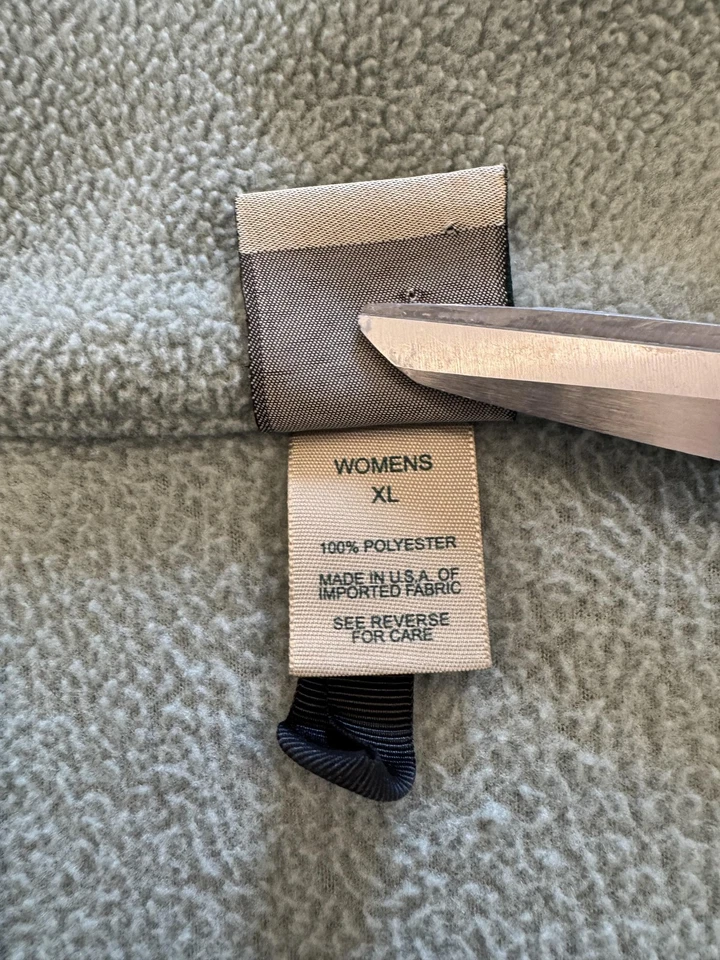 WOMENS
XL
100% POLYESTER
MADE IN U.S.A. OF
IMPORTED FABRIC
SEE REVERSE
FOR CARE